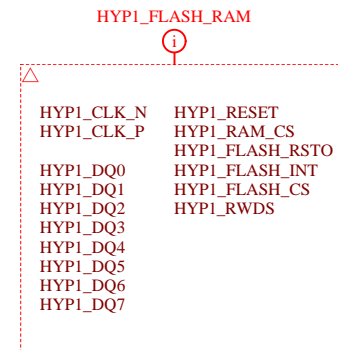 HYP1_FLASH_RAM
i
HYP1_CLK_N HYP1_RESET
HYP1_CLK_P HYP1_RAM_CS
HYP1_FLASH_RSTO
HYP1_DQ0 HYP1_FLASH_INT
HYP1_DQ1 HYP1_FLASH_CS
HYP1_DQ2 HYP1_RWDS
HYP1_DQ3
HYP1_DQ4
HYP1_DQ5
HYP1_DQ6
HYP1_DQ7